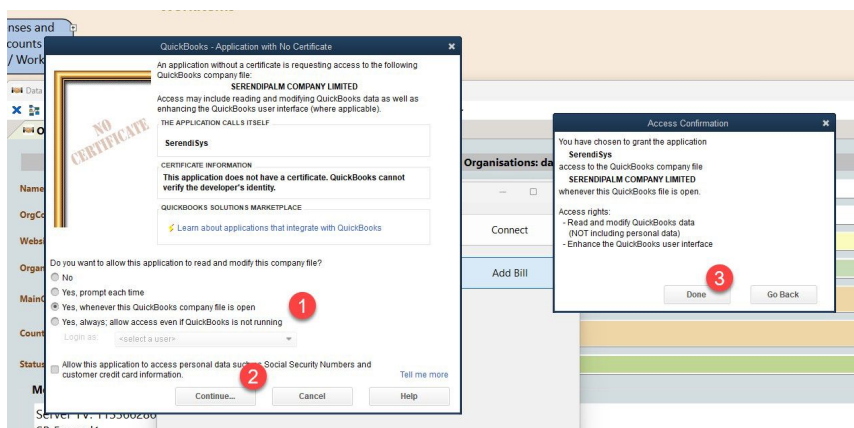 nses and
counts
/ Work
QuickBooks - Application with No Certificate
An application without a certificate is requesting access to the following
QuickBooks company file:
SERENDIPALM COMPANY LIMITED
Access may include reading and modifying QuickBooks data as well as
enhancing the QuickBooks user interface (where applicable).
NO
CERTIFICATE
THE APPLICATION CALLS ITSELF
SerendiSys
CERTIFICATE INFORMATION
This application does not have a certificate. QuickBooks cannot
verify the developer's identity.
QUICKBOOKS SOLUTIONS MARKETPLACE
Learn about applications that integrate with QuickBooks
Do you want to allow this application to read and modify this company file?
No
Yes, prompt each time
Yes, whenever this QuickBooks company file is open
1
Yes, always; allow access even if QuickBooks is not running
Login as:
<select a user>
Allow this application to access personal data such as Social Security Numbers and
customer credit card information.
Tell me more
2
Continue...
Cancel
Help
Data
O
Name
OrgCo
Websi
Organ
MainC
Count
Status
M
Organisations: da
Connect
Add Bill
Access Confirmation
You have chosen to grant the application
SerendiSys
access to the QuickBooks company file
SERENDIPALM COMPANY LIMITED
whenever this QuickBooks file is open.
Access rights:
- Read and modify QuickBooks data
(NOT including personal data)
- Enhance the QuickBooks user interface
3
Done
Go Back